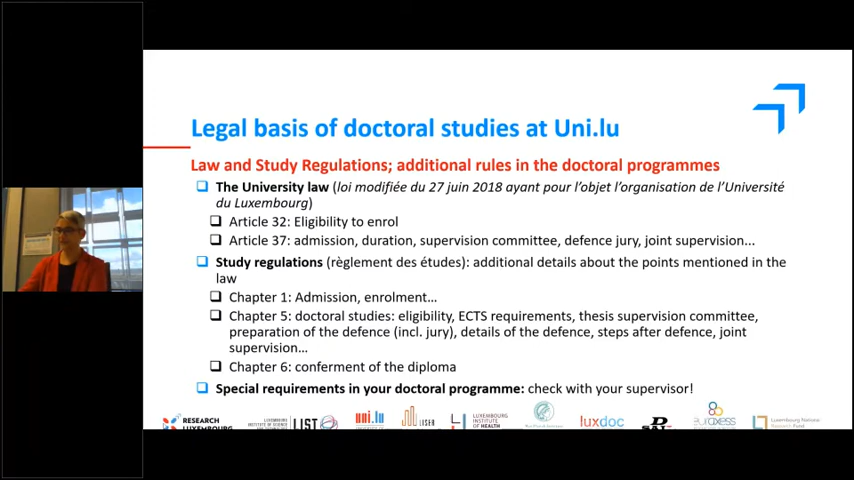 Legal basis of doctoral studies at Uni.lu
Law and Study Regulations; additional rules in the doctoral programmes
The University law (loi modifiée du 27 juin 2018 ayant pour l’objet l’organisation de l’Université
du Luxembourg)
Article 32: Eligibility to enrol
Article 37: admission, duration, supervision committee, defence jury, joint supervision...
Study regulations (règlement des études): additional details about the points mentioned in the
law
Chapter 1: Admission, enrolment…
Chapter 5: doctoral studies: eligibility, ECTS requirements, thesis supervision committee,
preparation of the defence (incl. jury), details of the defence, steps after defence, joint
supervision…
Chapter 6: conferment of the diploma
Special requirements in your doctoral programme: check with your supervisor!
RESEARCH
LUXEMBOURG
LIST
uni.lu
LISER
LUXEMBOURG
INSTITUTE
OF HEALTH
luxdoc
euraxess
Luxembourg National
Research Fund